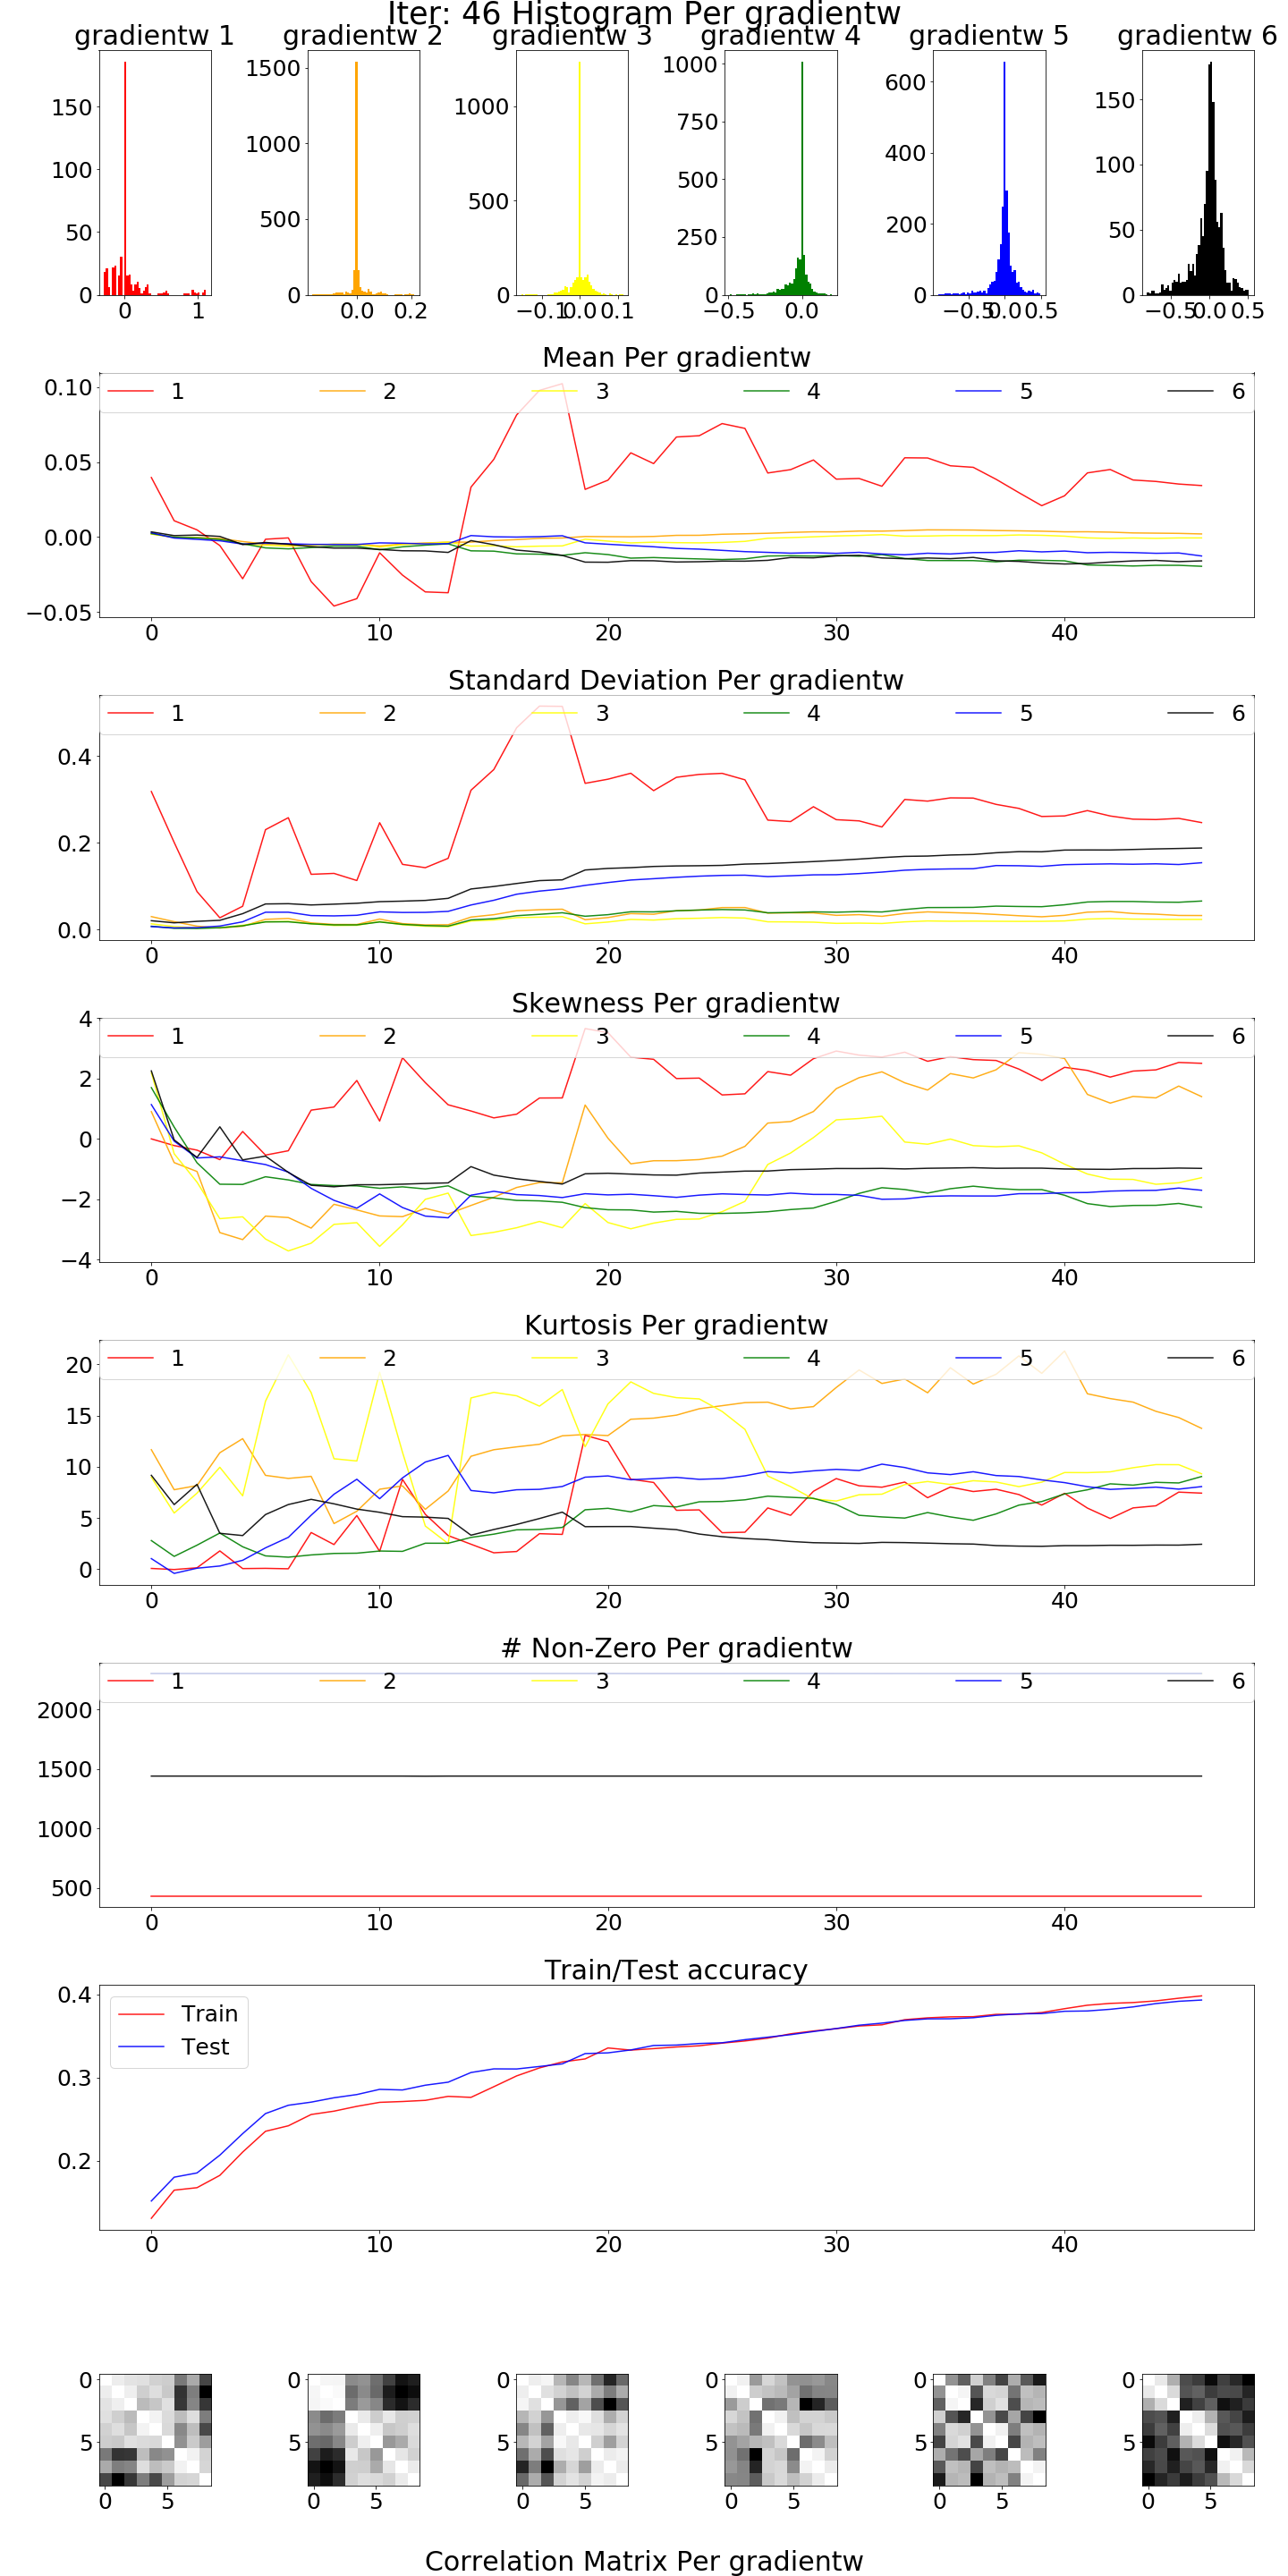 Iter: 46 Histogram Per gradientw
gradientw 1 gradientw 2 gradientw 3 gradientw 4 gradientw 5 gradientw 6
150
100
50
0
0 1
1500
1000
500
0
0.0 0.2
1000
500
0
−0.1 0.0 0.1
1000
750
500
250
0
−0.5 0.0
600
400
200
0
−0.5 0.0 0.5
150
100
50
0
−0.5 0.0 0.5
Mean Per gradientw
1 2 3 4 5 6
0.10
0.05
0.00
−0.05
0 10 20 30 40
Standard Deviation Per gradientw
1 2 3 4 5 6
0.4
0.2
0.0
0 10 20 30 40
Skewness Per gradientw
1 2 3 4 5 6
4
2
0
−2
−4
0 10 20 30 40
Kurtosis Per gradientw
1 2 3 4 5 6
20
15
10
5
0
0 10 20 30 40
# Non-Zero Per gradientw
1 2 3 4 5 6
2000
1500
1000
500
0 10 20 30 40
Train/Test accuracy
Train
Test
0.4
0.3
0.2
0 10 20 30 40
0
5
0 5
0
5
0 5
0
5
0 5
0
5
0 5
0
5
0 5
0
5
0 5
Correlation Matrix Per gradientw